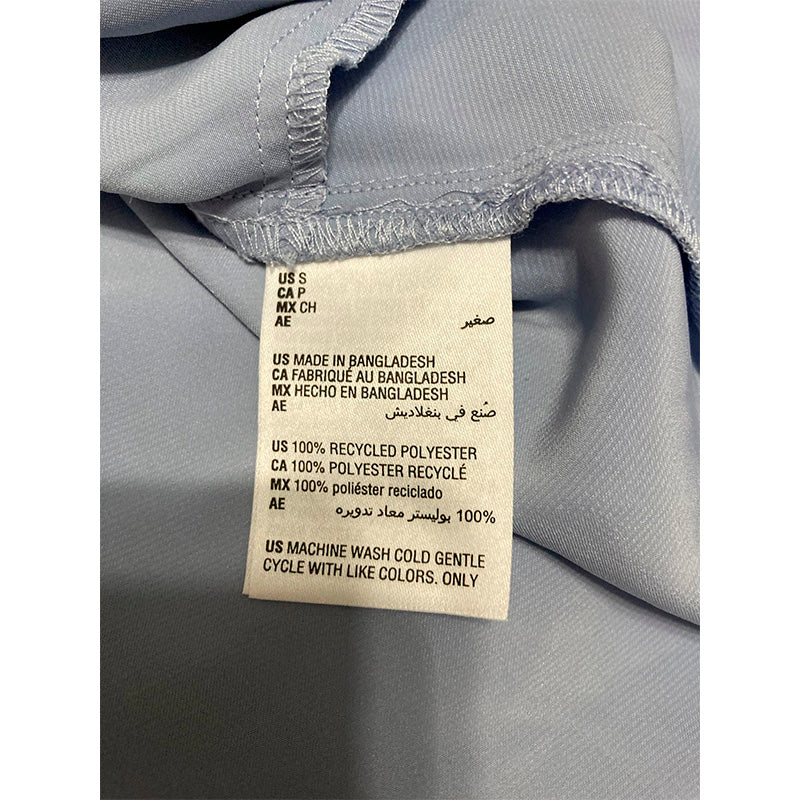 US S
CA P
MX CH
AE صغير
US MADE IN BANGLADESH
CA FABRIQUÉ AU BANGLADESH
MX HECHO EN BANGLADESH
AE صُنع في بنغلاديش
US 100% RECYCLED POLYESTER
CA 100% POLYESTER RECYCLÉ
MX 100% poliéster reciclado
AE 100% بوليستر معاد تدويره
US MACHINE WASH COLD GENTLE
CYCLE WITH LIKE COLORS. ONLY